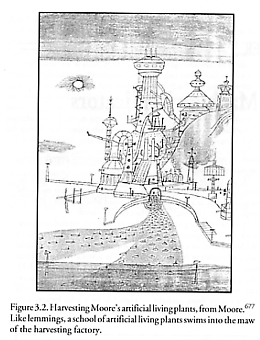 Figure 3.2. Harvesting Moore's artificial living plants, from Moore.677
Like lemmings, a school of artificial living plants swims into the maw
of the harvesting factory.